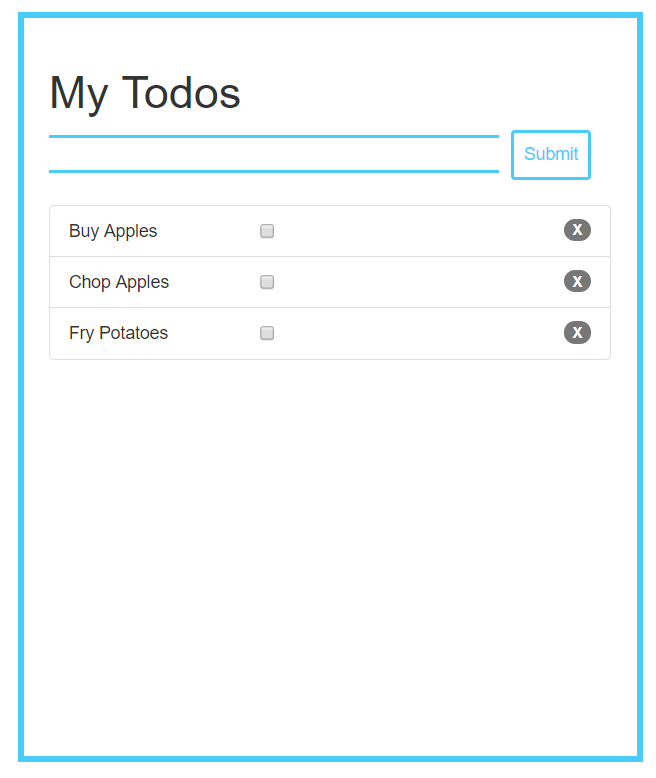 My Todos
Submit
Buy Apples X
Chop Apples X
Fry Potatoes X